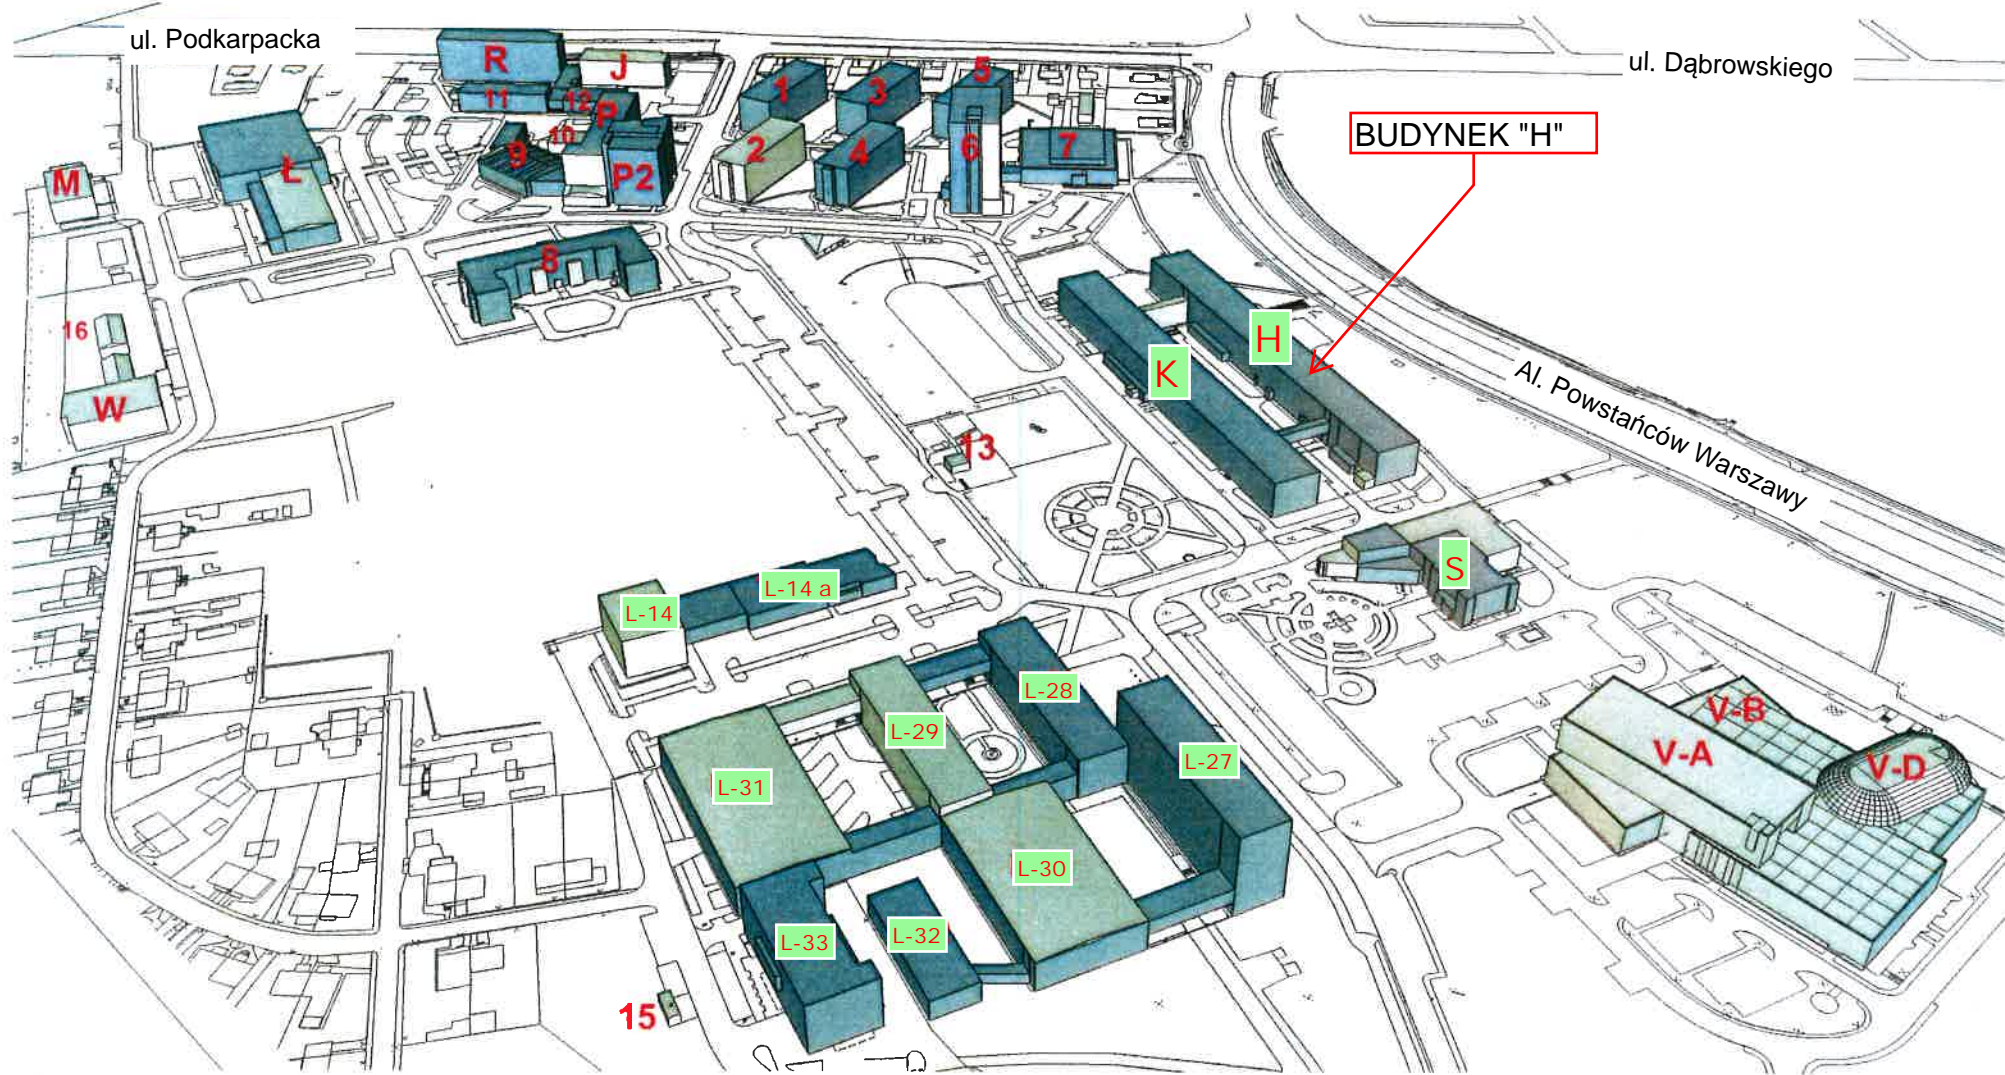 ul. Podkarpacka
ul. Dąbrowskiego
R
J
11
12
P
10
9
P2
1
3
5
2
4
6
7
BUDYNEK "H"
M
Ł
8
16
W
H
K
Al. Powstańców Warszawy
13
S
L-14
L-14 a
L-28
L-29
L-27
L-31
L-30
L-33
L-32
15
V-B
V-A
V-D